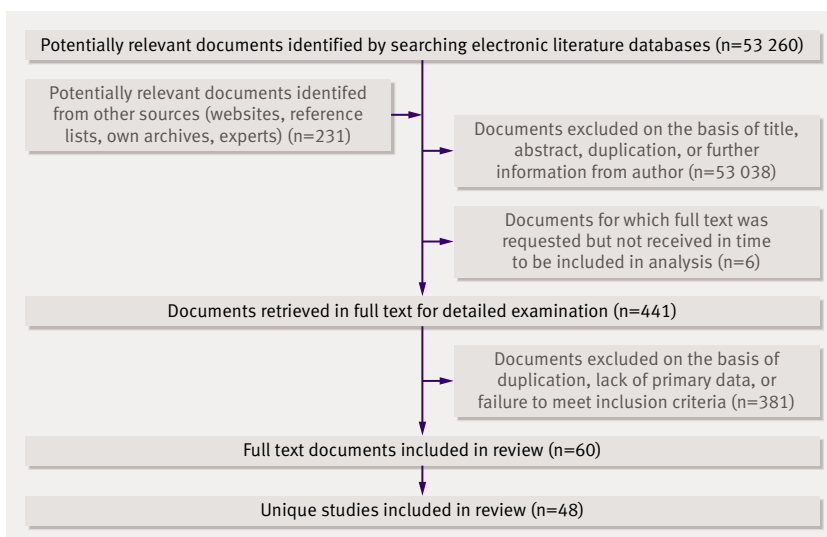 Potentially relevant documents identified by searching electronic literature databases (n=53 260)
Potentially relevant documents identifed
from other sources (websites, reference
lists, own archives, experts) (n=231)
Documents excluded on the basis of title,
abstract, duplication, or further
information from author (n=53 038)
Documents for which full text was
requested but not received in time
to be included in analysis (n=6)
Documents retrieved in full text for detailed examination (n=441)
Documents excluded on the basis of
duplication, lack of primary data, or
failure to meet inclusion criteria (n=381)
Full text documents included in review (n=60)
Unique studies included in review (n=48)